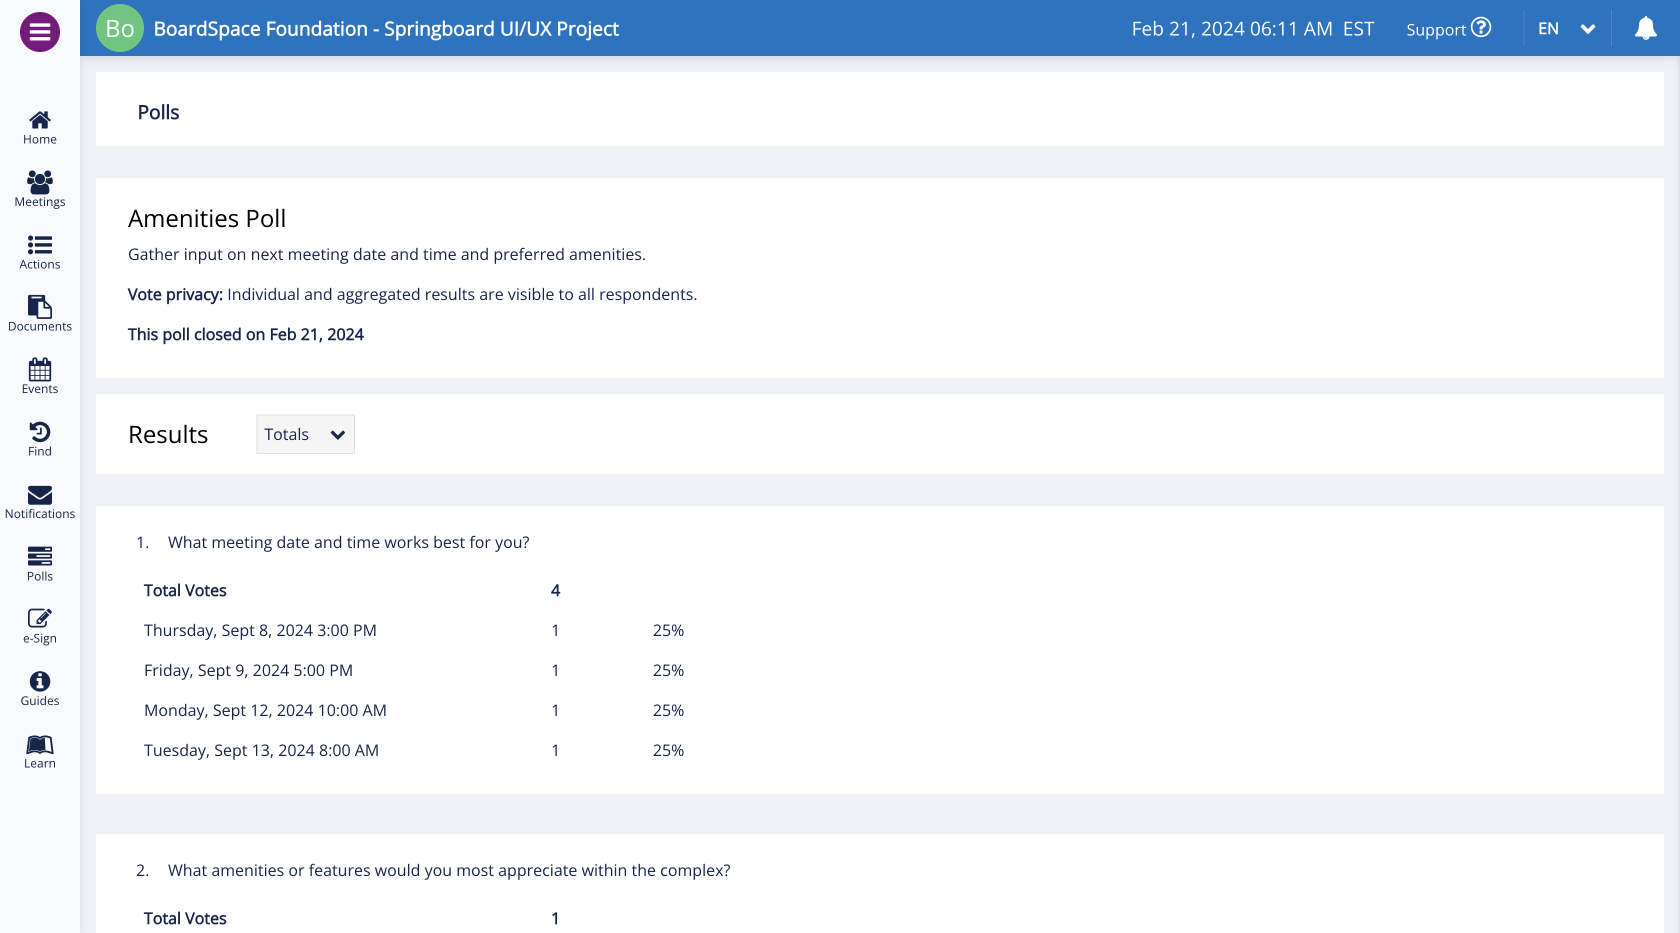 Bo BoardSpace Foundation - Springboard UI/UX Project Feb 21, 2024 06:11 AM EST Support EN
Home
Meetings
Actions
Documents
Events
Find
Notifications
Polls
e-Sign
Guides
Learn
Polls
Amenities Poll
Gather input on next meeting date and time and preferred amenities.
Vote privacy: Individual and aggregated results are visible to all respondents.
This poll closed on Feb 21, 2024
Results Totals
1. What meeting date and time works best for you?
Total Votes 4
Thursday, Sept 8, 2024 3:00 PM 1 25%
Friday, Sept 9, 2024 5:00 PM 1 25%
Monday, Sept 12, 2024 10:00 AM 1 25%
Tuesday, Sept 13, 2024 8:00 AM 1 25%
2. What amenities or features would you most appreciate within the complex?
Total Votes 1